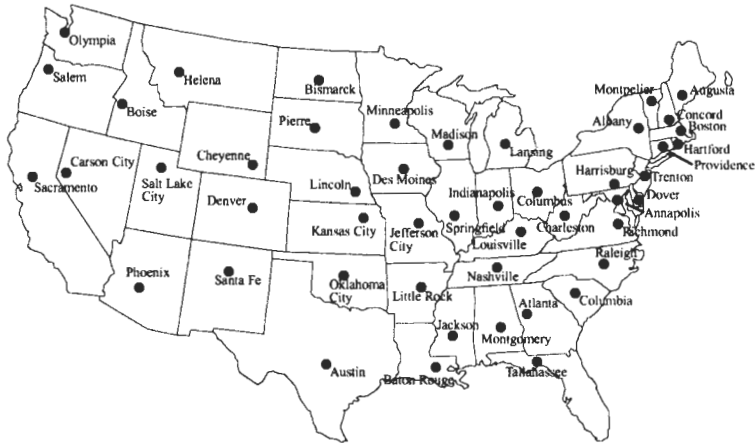 Olympia
Montpelier
Augusta
Salem
Helena
Bismarck
Minneapolis
Concord
Boise
Pierre
Madison
Albany
Boston
Lansing
Hartford
Carson City
Cheyenne
Des Moines
Harrisburg
Providence
Sacramento
Salt Lake
City
Lincoln
Indianapolis
Columbus
Trenton
Dover
Denver
Kansas City
Jefferson
City
Springfield
Charleston
Annapolis
Louisville
Richmond
Phoenix
Santa Fe
Oklahoma
City
Nashville
Raleigh
Little Rock
Atlanta
Columbia
Jackson
Montgomery
Austin
Baton Rouge
Tallanassee